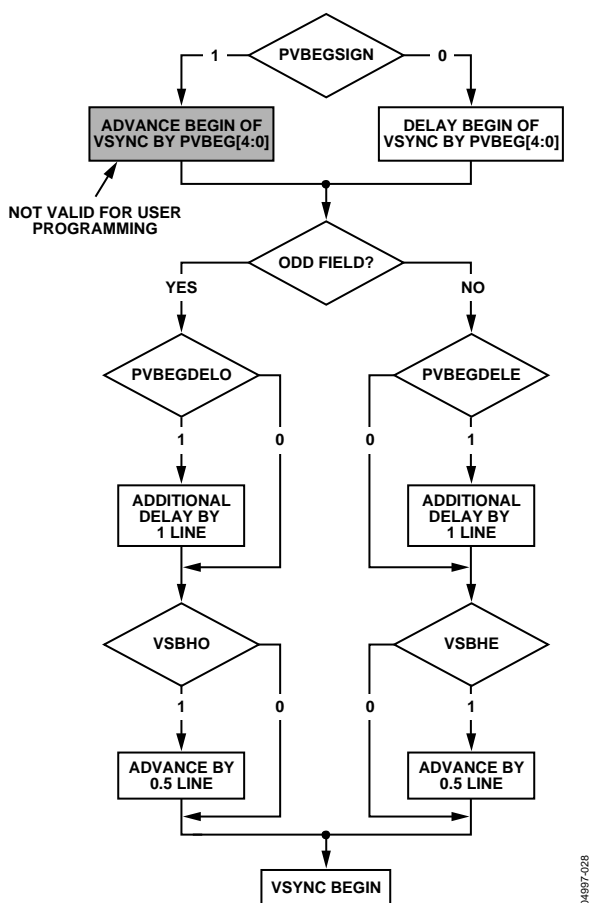 PVBEGSIGN
1
0
ADVANCE BEGIN OF
VSYNC BY PVBEG[4:0]
DELAY BEGIN OF
VSYNC BY PVBEG[4:0]
NOT VALID FOR USER
PROGRAMMING
ODD FIELD?
YES
NO
PVBEGDELO
PVBEGDELE
1
0
0
1
ADDITIONAL
DELAY BY
1 LINE
ADDITIONAL
DELAY BY
1 LINE
VSBHO
VSBHE
1
0
0
1
ADVANCE BY
0.5 LINE
ADVANCE BY
0.5 LINE
VSYNC BEGIN
04997-028